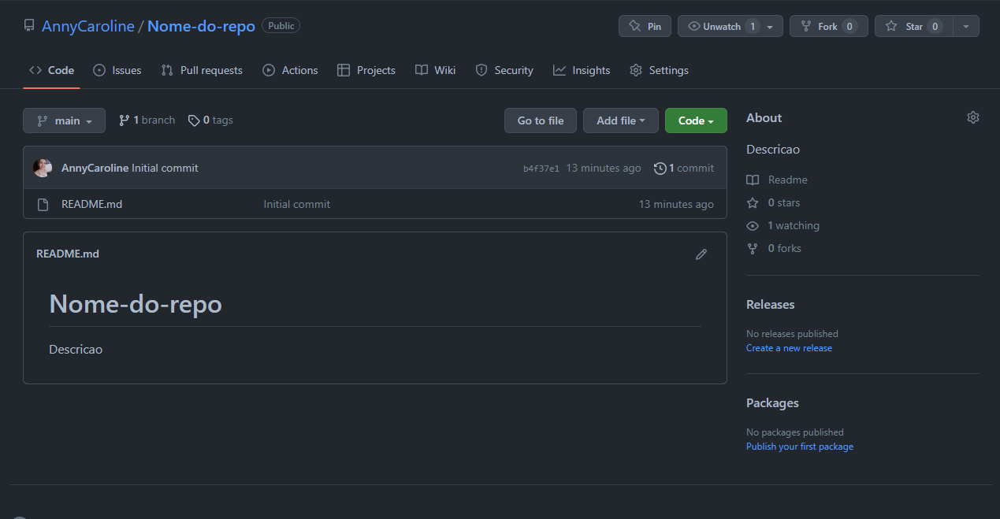 AnnyCaroline / Nome-do-repo Public
Pin Unwatch 1 Fork 0 Star 0
Code Issues Pull requests Actions Projects Wiki Security Insights Settings
main 1 branch 0 tags Go to file Add file Code
AnnyCaroline Initial commit b4f37e1 13 minutes ago 1 commit
README.md Initial commit 13 minutes ago
README.md
Nome-do-repo
Descricao
About
Descricao
Readme
0 stars
1 watching
0 forks
Releases
No releases published
Create a new release
Packages
No packages published
Publish your first package